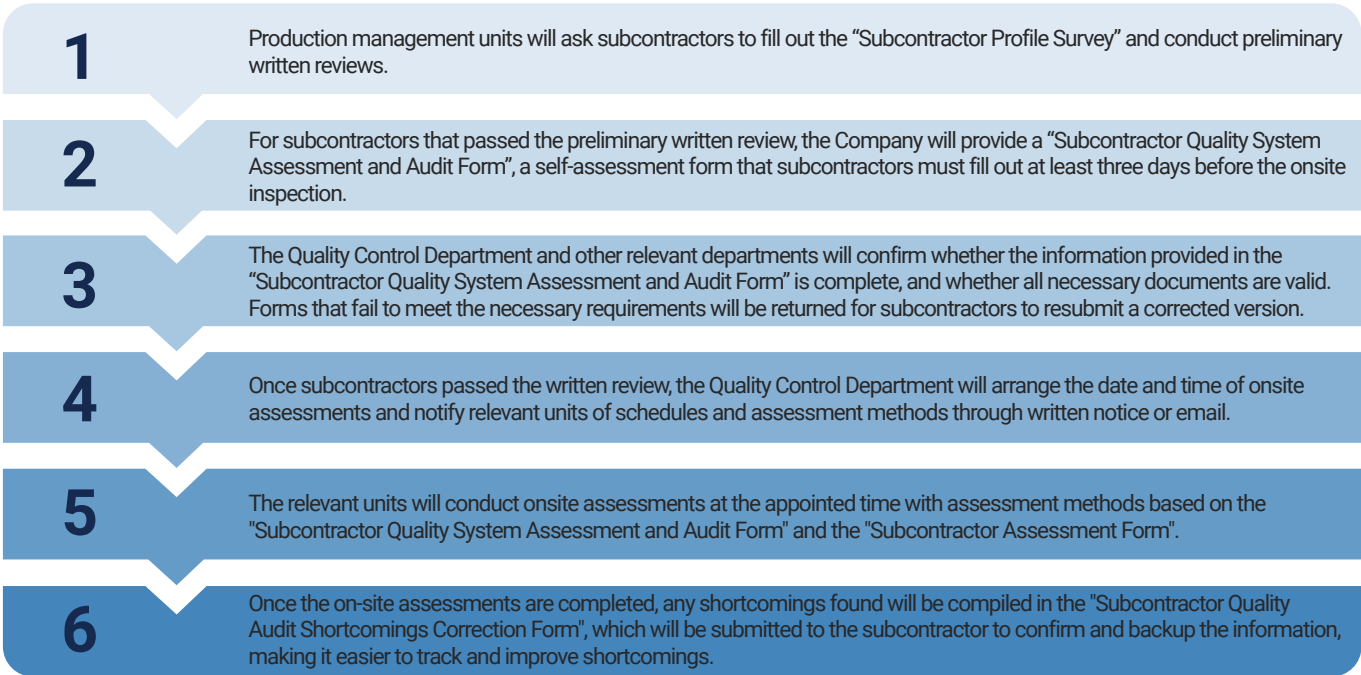 1
Production management units will ask subcontractors to fill out the “Subcontractor Profile Survey” and conduct preliminary
written reviews.
2
For subcontractors that passed the preliminary written review, the Company will provide a “Subcontractor Quality System
Assessment and Audit Form”, a self-assessment form that subcontractors must fill out at least three days before the onsite
inspection.
3
The Quality Control Department and other relevant departments will confirm whether the information provided in the
“Subcontractor Quality System Assessment and Audit Form” is complete, and whether all necessary documents are valid.
Forms that fail to meet the necessary requirements will be returned for subcontractors to resubmit a corrected version.
4
Once subcontractors passed the written review, the Quality Control Department will arrange the date and time of onsite
assessments and notify relevant units of schedules and assessment methods through written notice or email.
5
The relevant units will conduct onsite assessments at the appointed time with assessment methods based on the
"Subcontractor Quality System Assessment and Audit Form" and the "Subcontractor Assessment Form".
6
Once the on-site assessments are completed, any shortcomings found will be compiled in the "Subcontractor Quality
Audit Shortcomings Correction Form", which will be submitted to the subcontractor to confirm and backup the information,
making it easier to track and improve shortcomings.